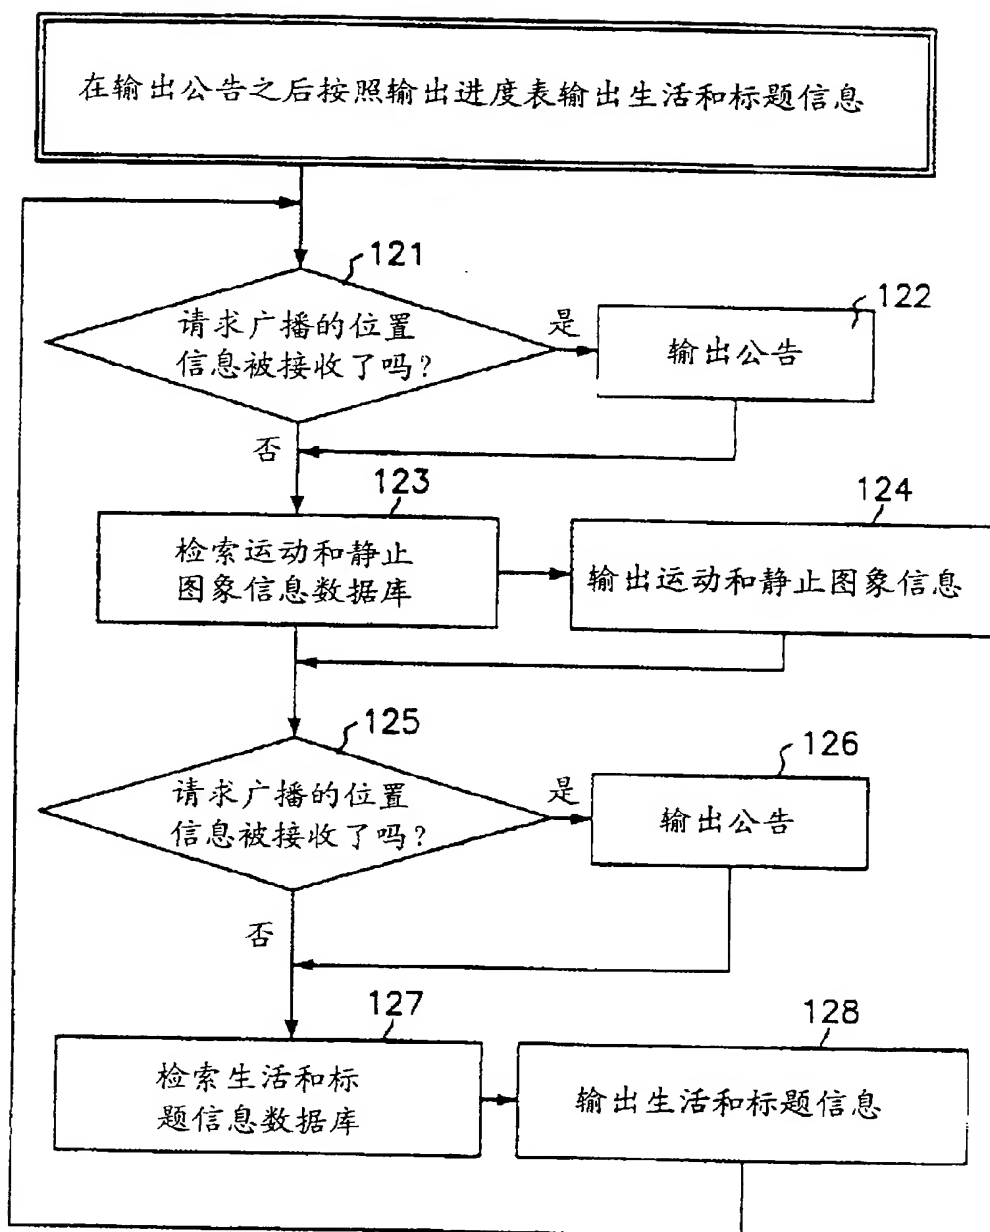 在输出公告之后按照输出进度表输出生活和标题信息
121
请求广播的位置
信息被接收了吗?
是
122
输出公告
否
123
检索运动和静止
图象信息数据库
124
输出运动和静止图象信息
125
请求广播的位置
信息被接收了吗?
是
126
输出公告
否
127
检索生活和标
题信息数据库
128
输出生活和标题信息